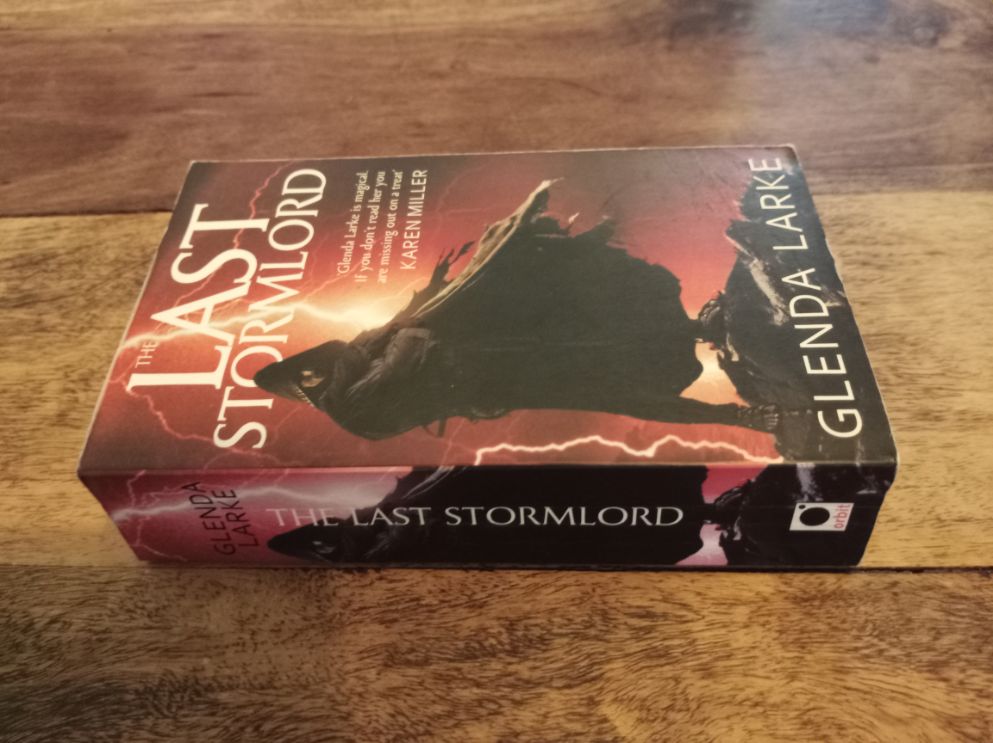 THE
LAST
STORMLORD
'Glenda Larke is magical.
If you don't read her you
are missing out on a treat'
KAREN MILLER
GLENDA LARKE
GLENDA
LARKE
THE LAST STORMLORD
orbit